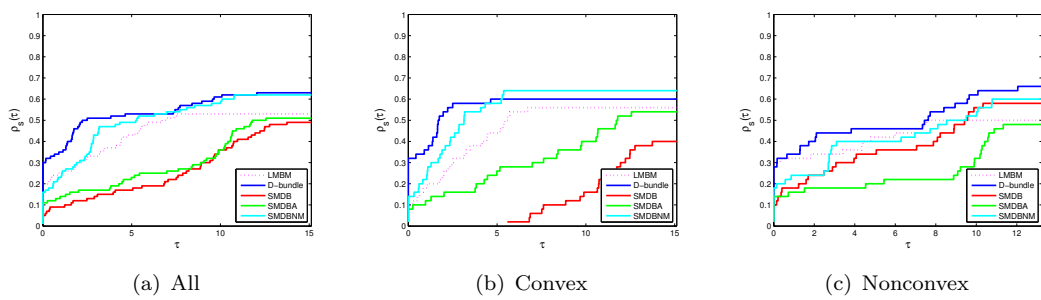 1
0.9
0.8
0.7
0.6
0.5
0.4
0.3
0.2
0.1
0
ρs(τ)
0 5 10 15
τ
LMBM
D−bundle
SMDB
SMDBA
SMDBNM
(a) All
1
0.9
0.8
0.7
0.6
0.5
0.4
0.3
0.2
0.1
0
ρs(τ)
0 5 10 15
τ
LMBM
D−bundle
SMDB
SMDBA
SMDBNM
(b) Convex
1
0.9
0.8
0.7
0.6
0.5
0.4
0.3
0.2
0.1
0
ρs(τ)
0 2 4 6 8 10 12
τ
LMBM
D−bundle
SMDB
SMDBA
SMDBNM
(c) Nonconvex